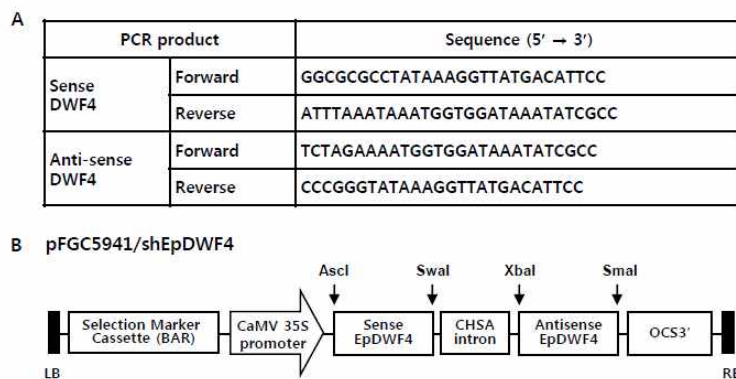 A
PCR product Sequence (5′ → 3′)
Sense DWF4
Forward GGCGCGCCTATAAAGGTTATGACATTCC
Reverse ATTTAAATAAATGGTGGATAAATATCGCC
Anti-sense DWF4
Forward TCTAGAAAATGGTGGATAAATATCGCC
Reverse CCCGGGTATAAAGGTTATGACATTCC
B pFGC5941/shEpDWF4
AscI SwaI XbaI SmaI
Selection Marker Cassette (BAR)
CaMV 35S promoter
Sense EpDWF4
CHSA intron
Antisense EpDWF4
OCS3′
LB RB